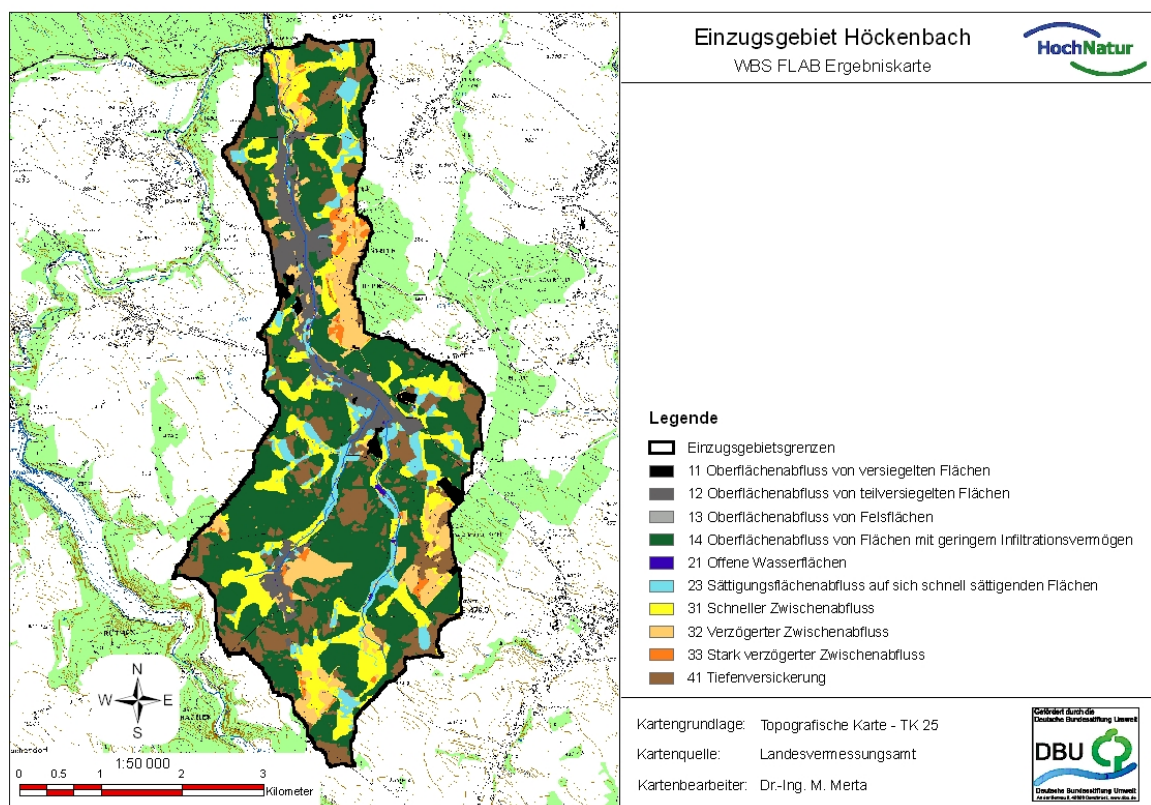 Einzugsgebiet Höckenbach
WBS FLAB Ergebniskarte
HochNatur
Legende
Einzugsgebietsgrenzen
11 Oberflächenabfluss von versiegelten Flächen
12 Oberflächenabfluss von teilversiegelten Flächen
13 Oberflächenabfluss von Felsflächen
14 Oberflächenabfluss von Flächen mit geringem Infiltrationsvermögen
21 Offene Wasserflächen
23 Sättigungsflächenabfluss auf sich schnell sättigenden Flächen
31 Schneller Zwischenabfluss
32 Verzögerter Zwischenabfluss
33 Stark verzögerter Zwischenabfluss
41 Tiefenversickerung
N
W E
S
1:50 000
0 0.5 1 2 3
Kilometer
Kartengrundlage: Topografische Karte - TK 25
Kartenquelle: Landesvermessungsamt
Kartenbearbeiter: Dr.-Ing. M. Merta
Gefördert durch die
Deutsche Bundesstiftung Umwelt
DBU
Deutsche Bundesstiftung Umwelt